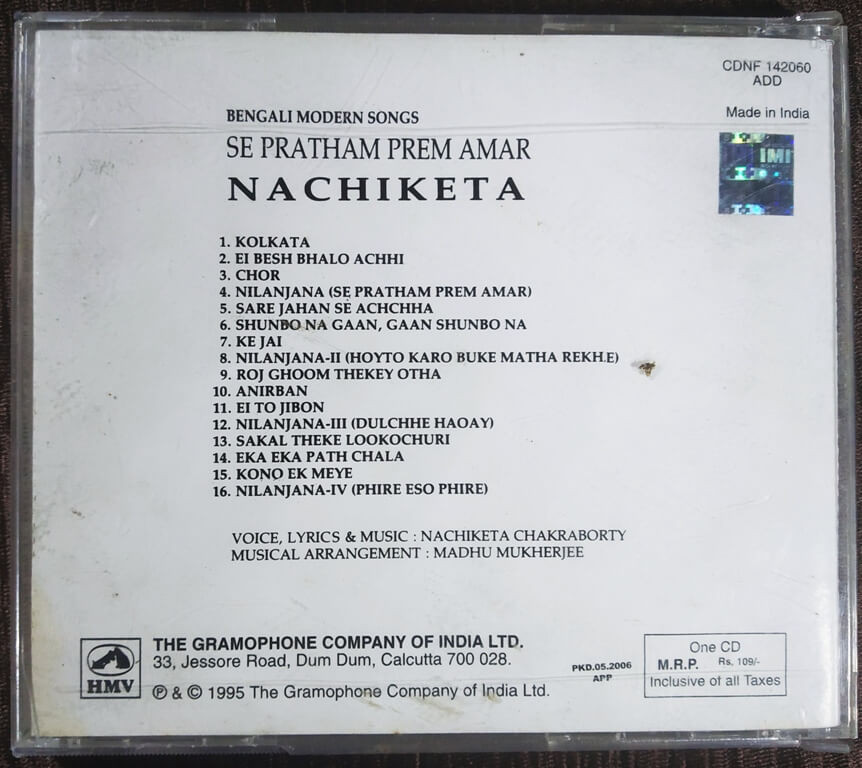 CDNF 142060
ADD
Made in India
IMI
BENGALI MODERN SONGS
SE PRATHAM PREM AMAR
NACHIKETA
1. KOLKATA
2. EI BESH BHALO ACHHI
3. CHOR
4. NILANJANA (SE PRATHAM PREM AMAR)
5. SARE JAHAN SE ACHCHHA
6. SHUNBO NA GAAN, GAAN SHUNBO NA
7. KE JAI
8. NILANJANA-II (HOYTO KARO BUKE MATHA REKHE)
9. ROJ GHOOM THEKEY OTHA
10. ANIRBAN
11. EI TO JIBON
12. NILANJANA-III (DULCHHE HAOAY)
13. SAKAL THEKE LOOKOCHURI
14. EKA EKA PATH CHALA
15. KONO EK MEYE
16. NILANJANA-IV (PHIRE ESO PHIRE)
VOICE, LYRICS & MUSIC : NACHIKETA CHAKRABORTY
MUSICAL ARRANGEMENT : MADHU MUKHERJEE
HMV
THE GRAMOPHONE COMPANY OF INDIA LTD.
33, Jessore Road, Dum Dum, Calcutta 700 028.
℗ & © 1995 The Gramophone Company of India Ltd.
PKD.05.2006
APP
One CD
M.R.P. Rs. 109/-
Inclusive of all Taxes